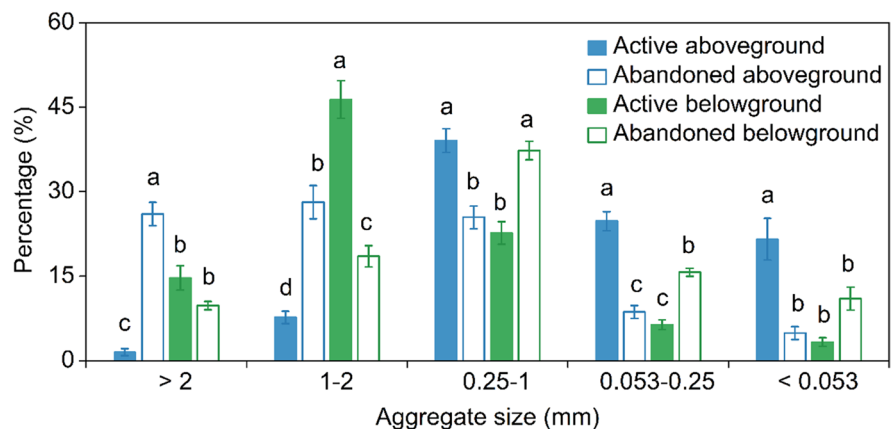 60
45
30
15
0
Percentage (%)
Active aboveground
Abandoned aboveground
Active belowground
Abandoned belowground
c a b b
d b a c
a b b a
a c c b
a b b b
> 2 1-2 0.25-1 0.053-0.25 < 0.053
Aggregate size (mm)